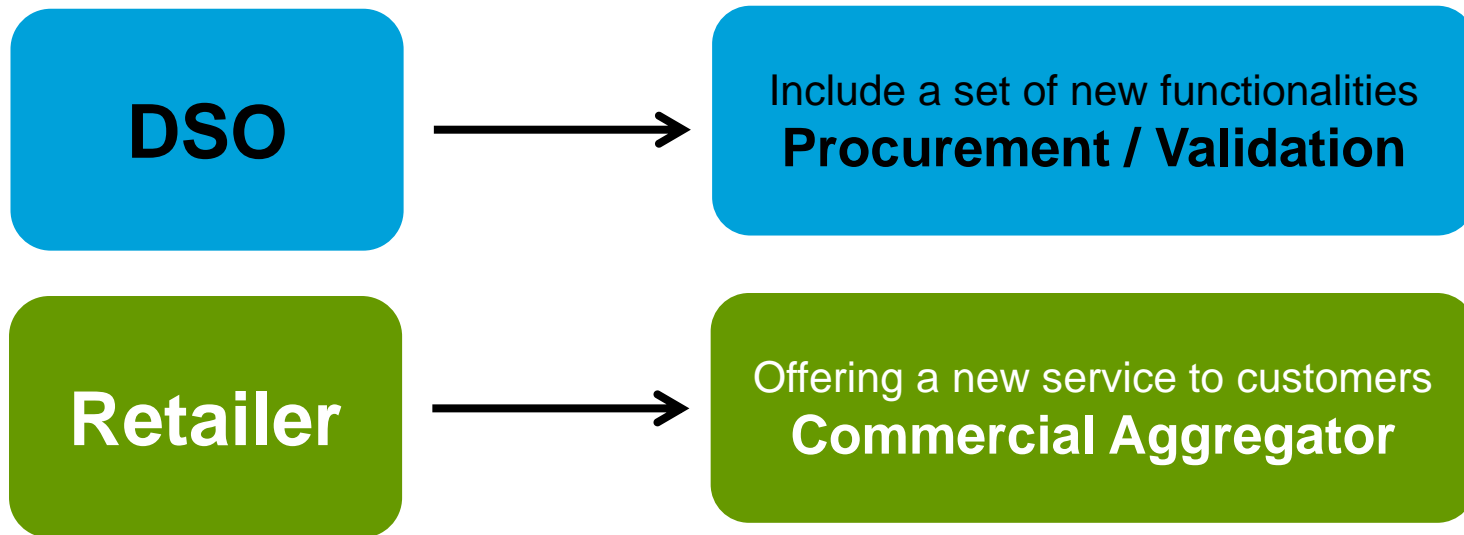 DSO
Include a set of new functionalities
Procurement / Validation
Retailer
Offering a new service to customers
Commercial Aggregator